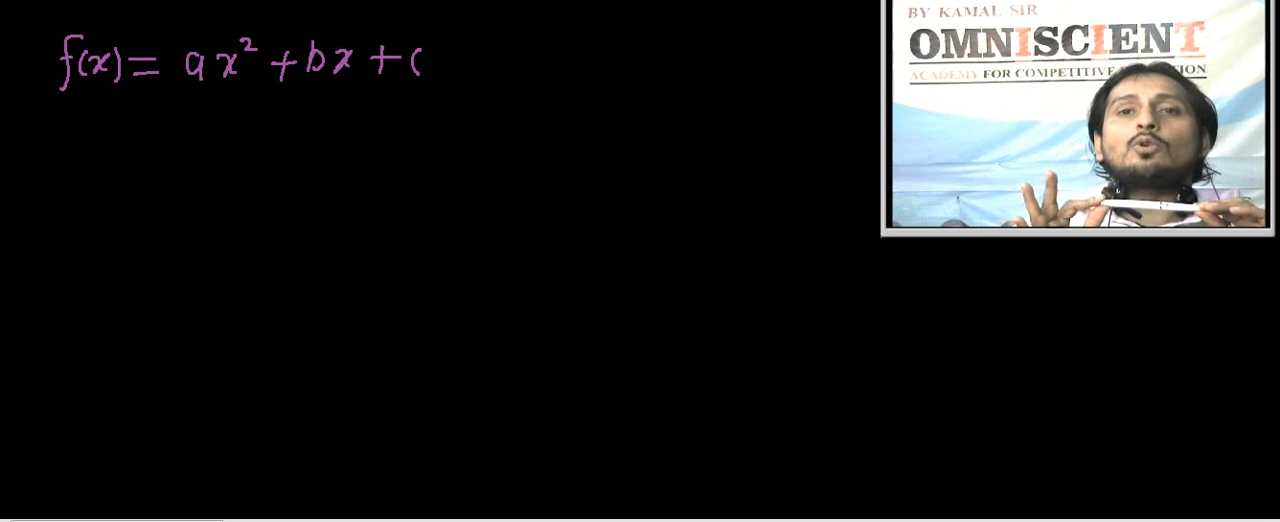 f(x) = ax² + bx + c
BY KAMAL SIR
OMNISCIENT
ACADEMY FOR COMPETITIVE